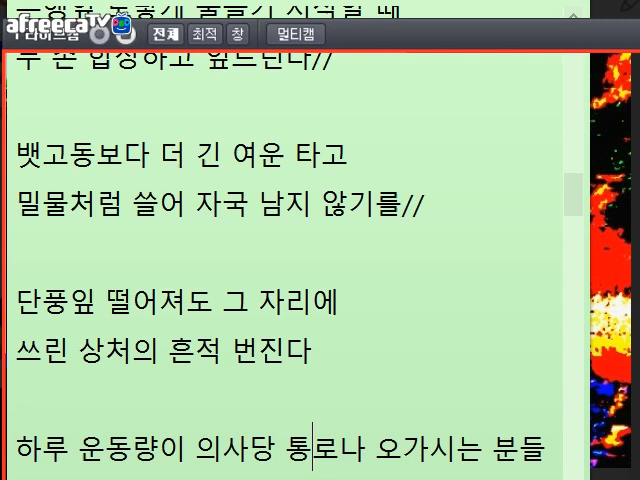 afreecaTV
전체 최적 창 멀티캠
두 손 합장하고 엎드린다//
뱃고동보다 더 긴 여운 타고
밀물처럼 쓸어 자국 남지 않기를//
단풍잎 떨어져도 그 자리에
쓰린 상처의 흔적 번진다
하루 운동량이 의사당 통로나 오가시는 분들